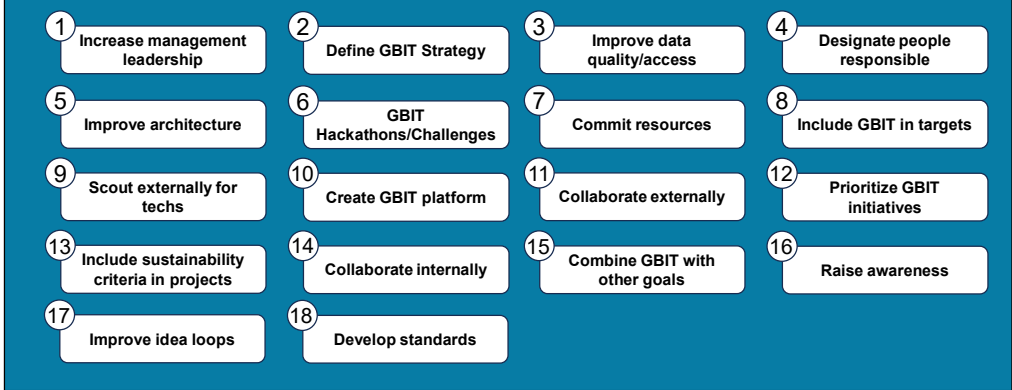 1
Increase management
leadership
2
Define GBIT Strategy
3
Improve data
quality/access
4
Designate people
responsible
5
Improve architecture
6
GBIT
Hackathons/Challenges
7
Commit resources
8
Include GBIT in targets
9
Scout externally for
techs
10
Create GBIT platform
11
Collaborate externally
12
Prioritize GBIT
initiatives
13
Include sustainability
criteria in projects
14
Collaborate internally
15
Combine GBIT with
other goals
16
Raise awareness
17
Improve idea loops
18
Develop standards